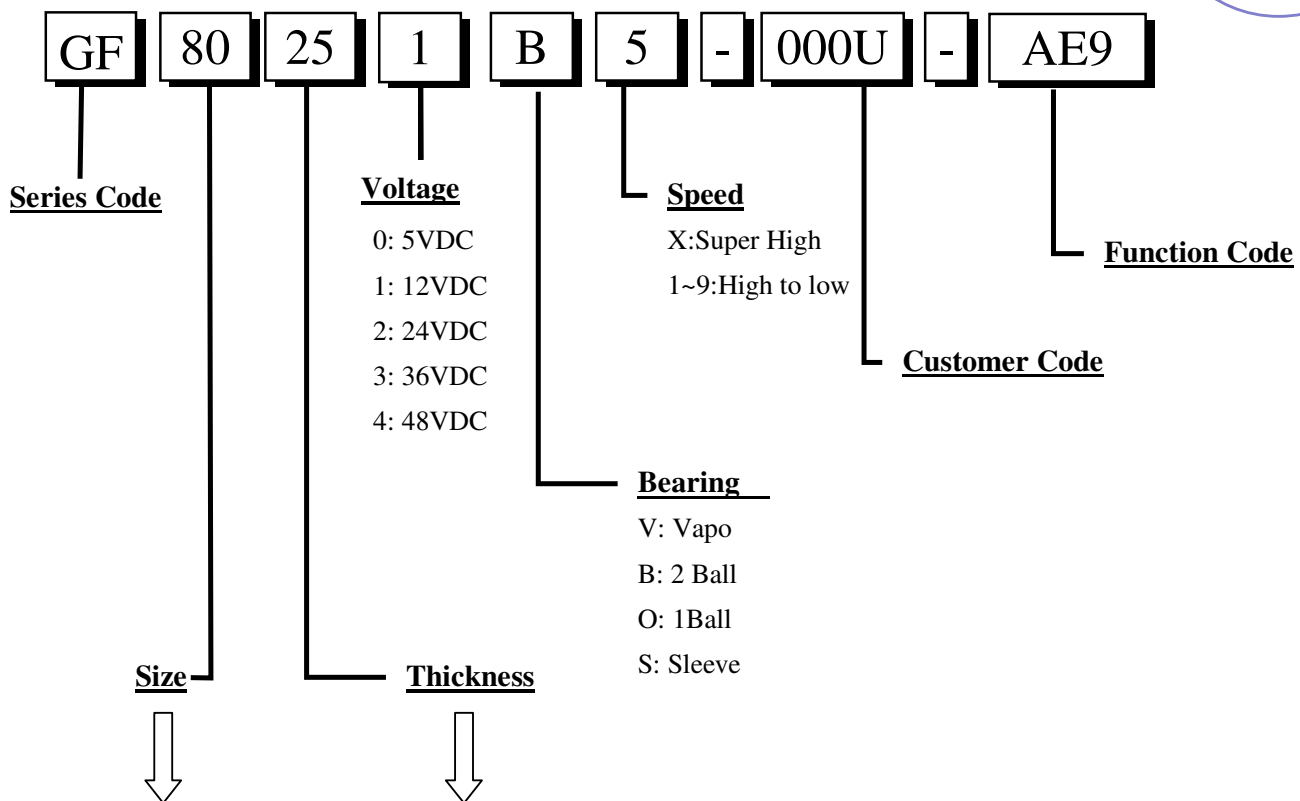 GF 80 25 1 B 5 - 000U - AE9
Series Code
Voltage
0: 5VDC
1: 12VDC
2: 24VDC
3: 36VDC
4: 48VDC
Speed
X:Super High
1~9:High to low
Function Code
Customer Code
Bearing
V: Vapo
B: 2 Ball
O: 1Ball
S: Sleeve
Size
Thickness